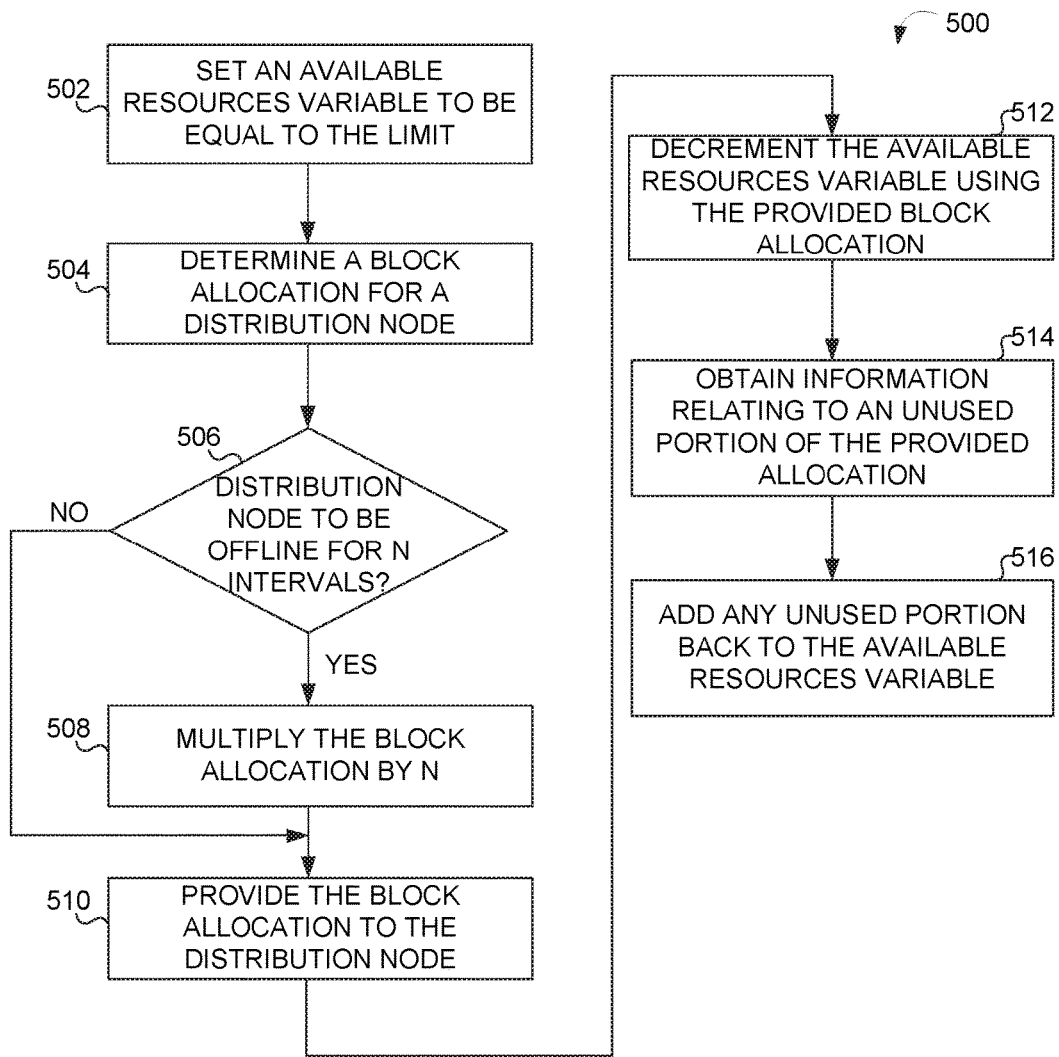 500
502
SET AN AVAILABLE
RESOURCES VARIABLE TO BE
EQUAL TO THE LIMIT
504
DETERMINE A BLOCK
ALLOCATION FOR A
DISTRIBUTION NODE
506
DISTRIBUTION
NODE TO BE
OFFLINE FOR N
INTERVALS?
NO
YES
508
MULTIPLY THE BLOCK
ALLOCATION BY N
510
PROVIDE THE BLOCK
ALLOCATION TO THE
DISTRIBUTION NODE
512
DECREMENT THE AVAILABLE
RESOURCES VARIABLE USING
THE PROVIDED BLOCK
ALLOCATION
514
OBTAIN INFORMATION
RELATING TO AN UNUSED
PORTION OF THE PROVIDED
ALLOCATION
516
ADD ANY UNUSED PORTION
BACK TO THE AVAILABLE
RESOURCES VARIABLE